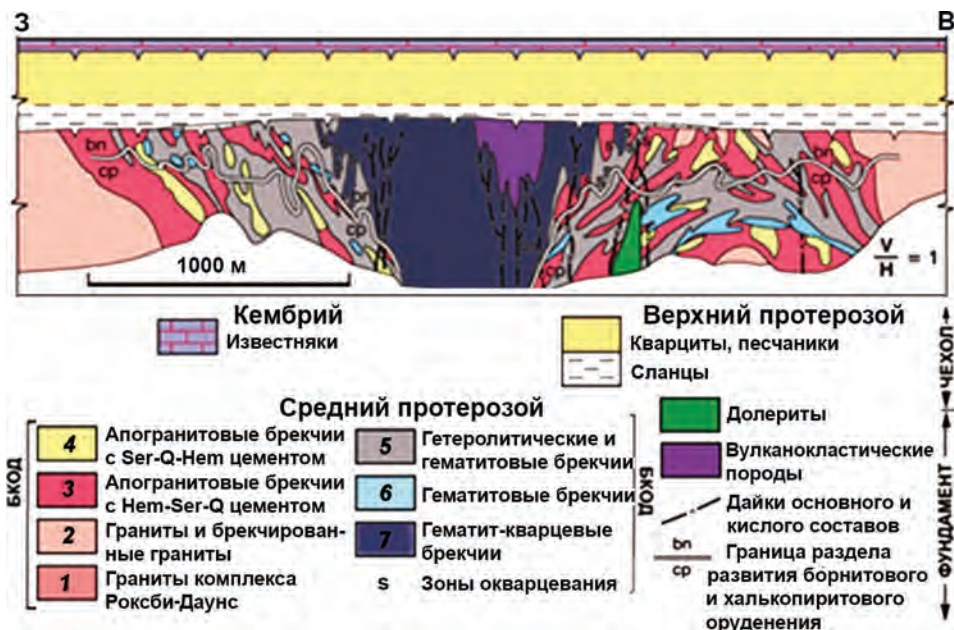 З
В
bn
cp
bn
cp
s
bn
cp
cp
1000 м
V
H = 1
Кембрий
Известняки
Верхний протерозой
Кварциты, песчаники
Сланцы
ЧЕХОЛ
Средний протерозой
БКОД
4 Апогранитовые брекчии
с Ser-Q-Hem цементом
3 Апогранитовые брекчии
с Hem-Ser-Q цементом
2 Граниты и брекчирован-
ные граниты
1 Граниты комплекса
Роксби-Даунс
5 Гетеролитические и
гематитовые брекчии
6 Гематитовые брекчии
7 Гематит-кварцевые
брекчии
s Зоны окварцевания
БКОД
Долериты
Вулканокластические
породы
Дайки основного и
кислого составов
bn
cp
Граница раздела
развития борнитового
и халькопиритового
оруденения
ФУНДАМЕНТ